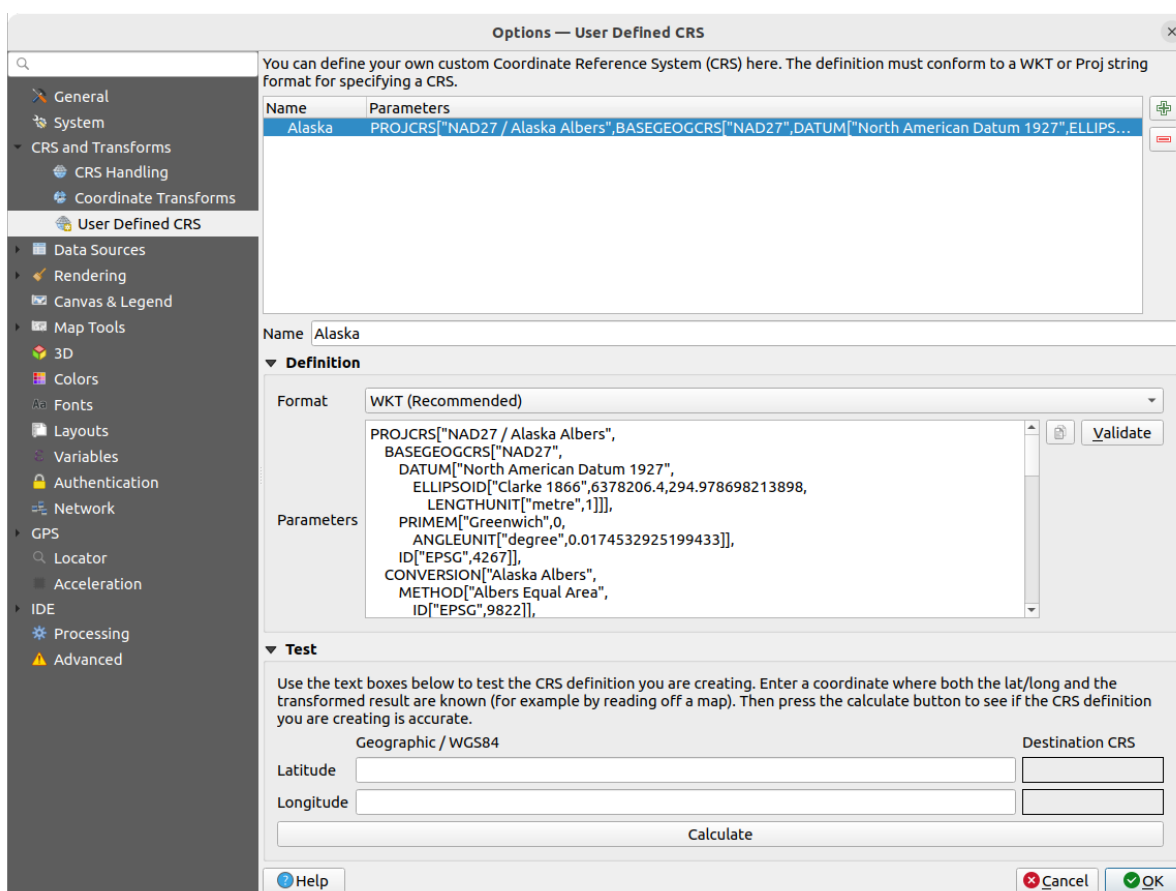 Options — User Defined CRS
General
System
CRS and Transforms
CRS Handling
Coordinate Transforms
User Defined CRS
Data Sources
Rendering
Canvas & Legend
Map Tools
3D
Colors
Fonts
Layouts
Variables
Authentication
Network
GPS
Locator
Acceleration
IDE
Processing
Advanced
You can define your own custom Coordinate Reference System (CRS) here. The definition must conform to a WKT or Proj string
format for specifying a CRS.
Name Parameters
Alaska PROJCRS["NAD27 / Alaska Albers",BASEGEOGCRS["NAD27",DATUM["North American Datum 1927",ELLIPS...
Name Alaska
Definition
Format WKT (Recommended)
Parameters
PROJCRS["NAD27 / Alaska Albers",
BASEGEOGCRS["NAD27",
DATUM["North American Datum 1927",
ELLIPSOID["Clarke 1866",6378206.4,294.978698213898,
LENGTHUNIT["metre",1]]],
PRIMEM["Greenwich",0,
ANGLEUNIT["degree",0.0174532925199433]],
ID["EPSG",4267]],
CONVERSION["Alaska Albers",
METHOD["Albers Equal Area",
ID["EPSG",9822]],
Validate
Test
Use the text boxes below to test the CRS definition you are creating. Enter a coordinate where both the lat/long and the
transformed result are known (for example by reading off a map). Then press the calculate button to see if the CRS definition
you are creating is accurate.
Geographic / WGS84 Destination CRS
Latitude
Longitude
Calculate
Help Cancel OK